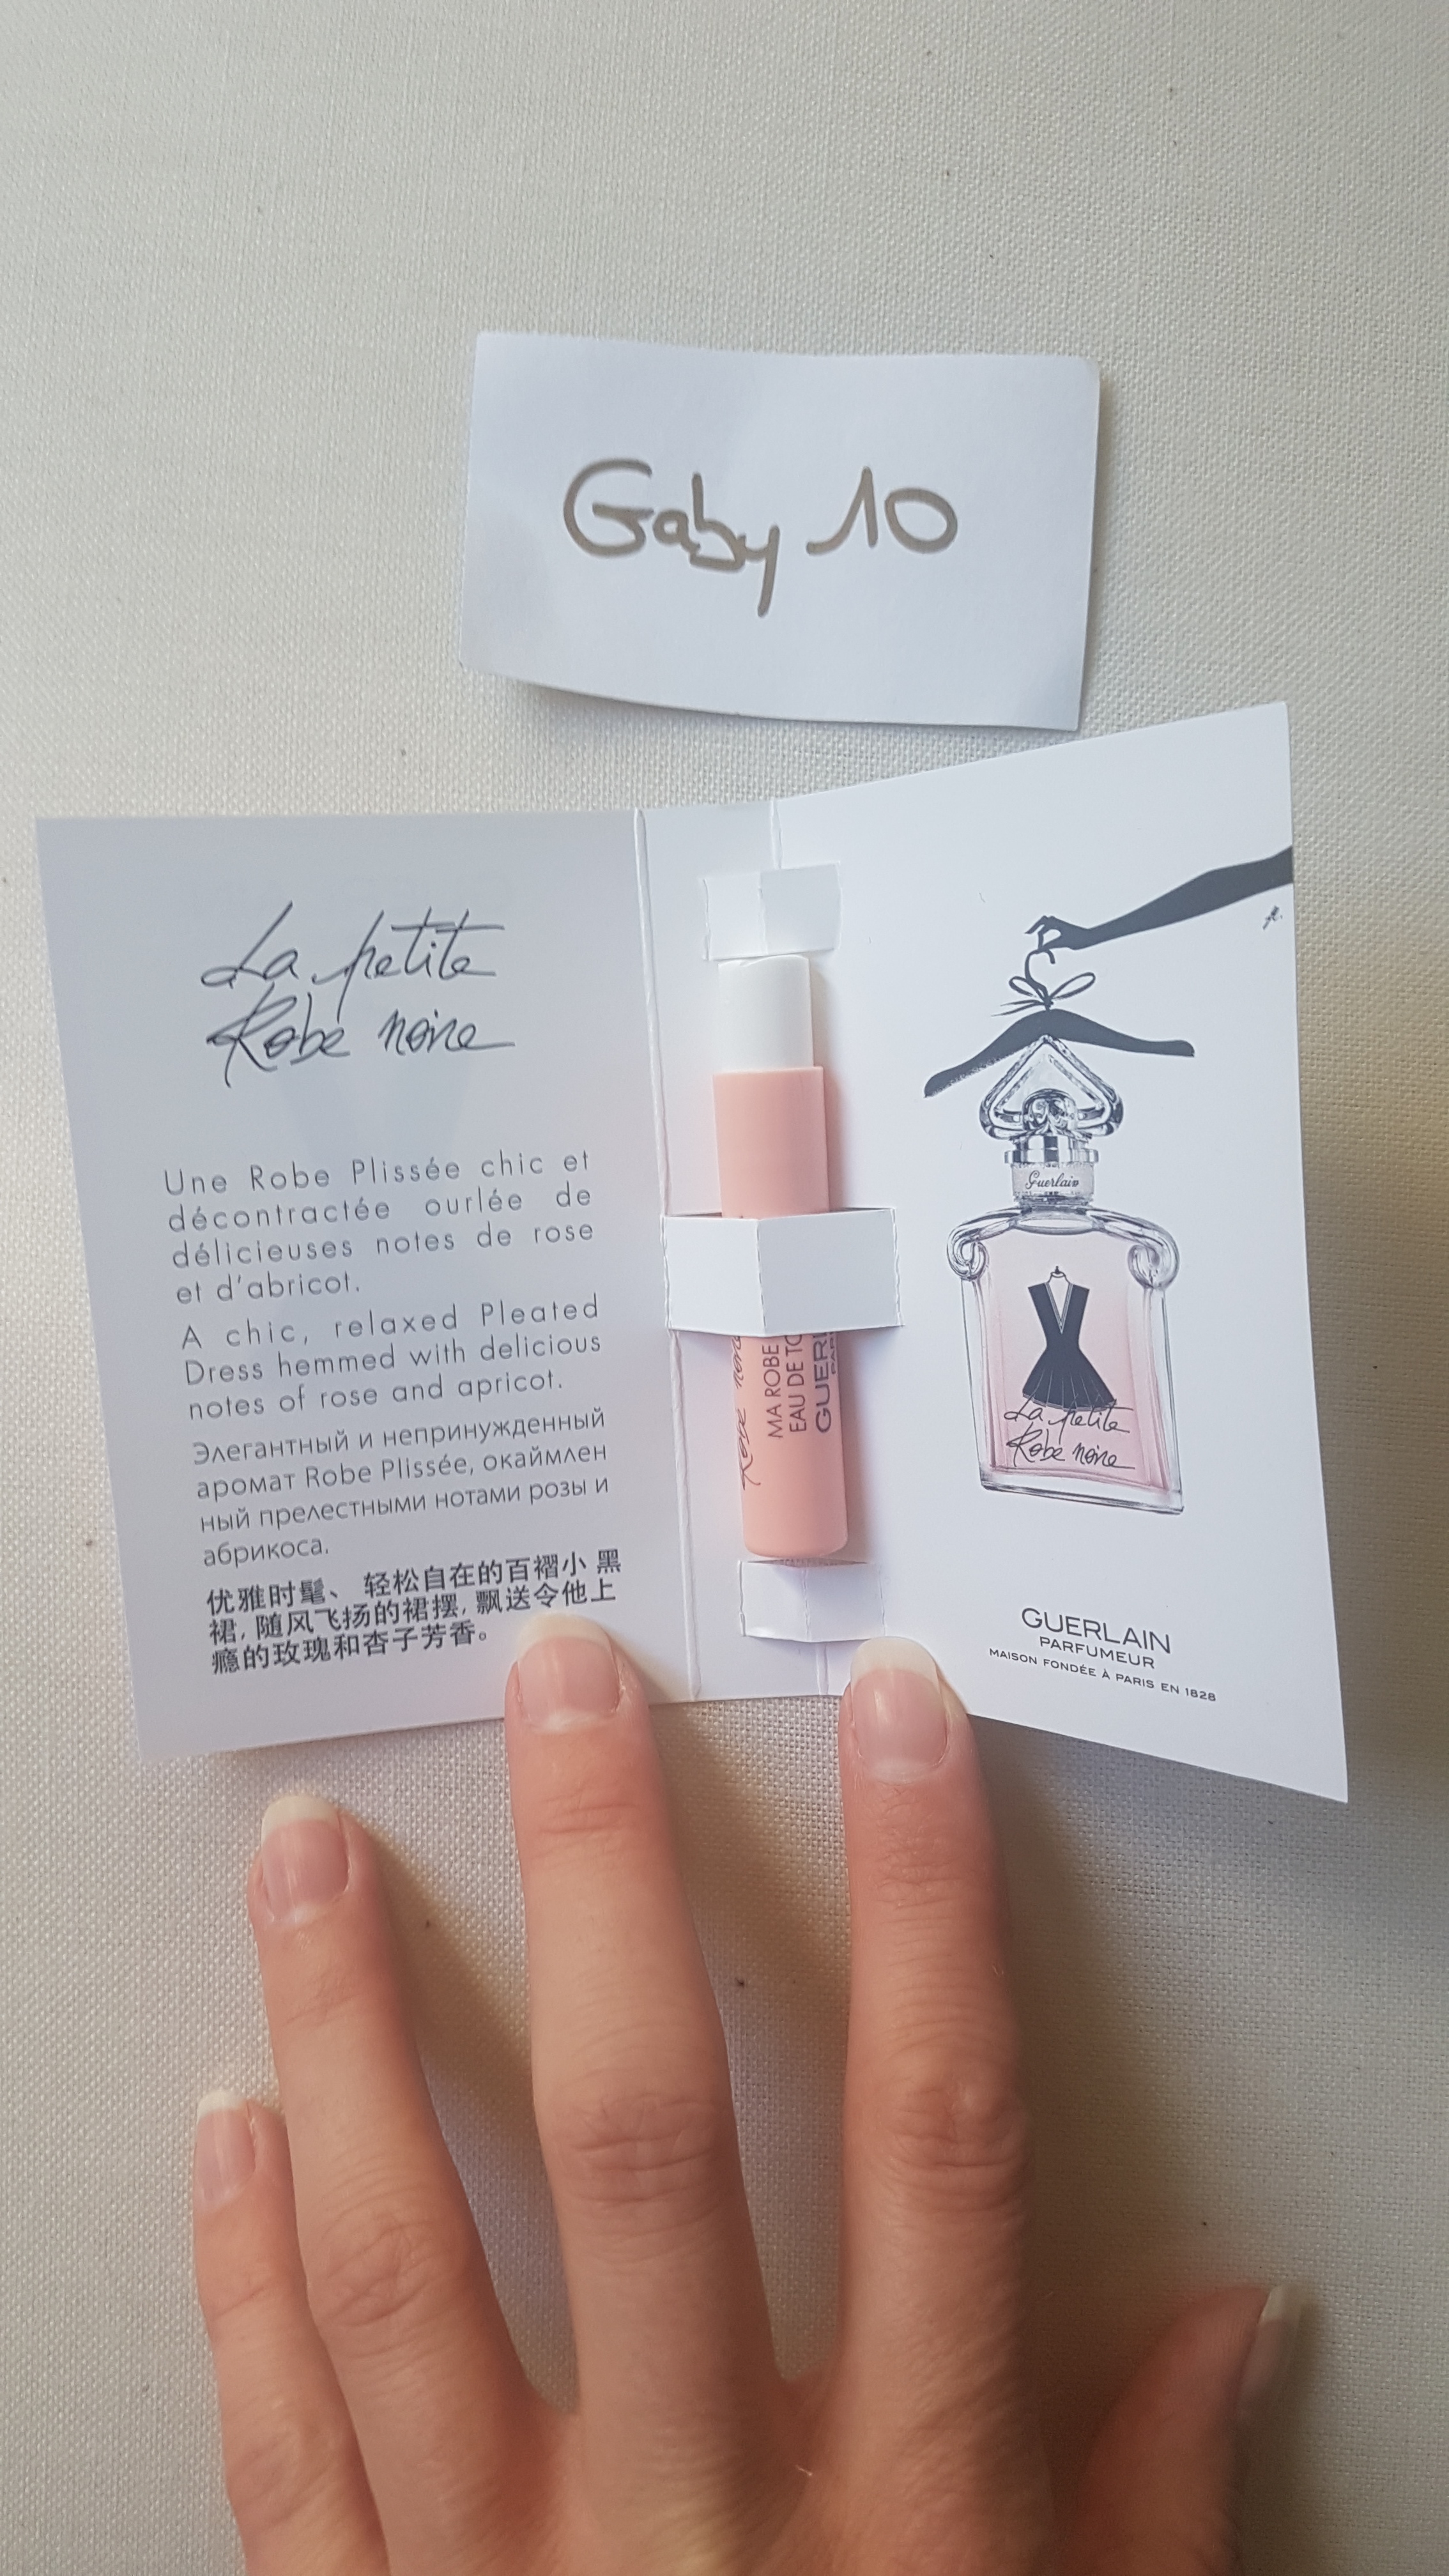 Gaby 10
La petite
Robe noire
Une Robe Plissée chic et
décontractée ourlée de
délicieuses notes de rose
et d'abricot.
A chic, relaxed Pleated
Dress hemmed with delicious
notes of rose and apricot.
Элегантный и непринужденный
аромат Robe Plissée, окаймлен
ный прелестными нотами розы и
абрикоса.
优雅时髦、 轻松自在的百褶小 黑
裙, 随风飞扬的裙摆, 飘送令他上
瘾的玫瑰和杏子芳香。
Robe noire
MA ROBE
EAU DE TO
GUERL
PARI
Guerlain
La petite
Robe noire
GUERLAIN
PARFUMEUR
MAISON FONDÉE À PARIS EN 1828